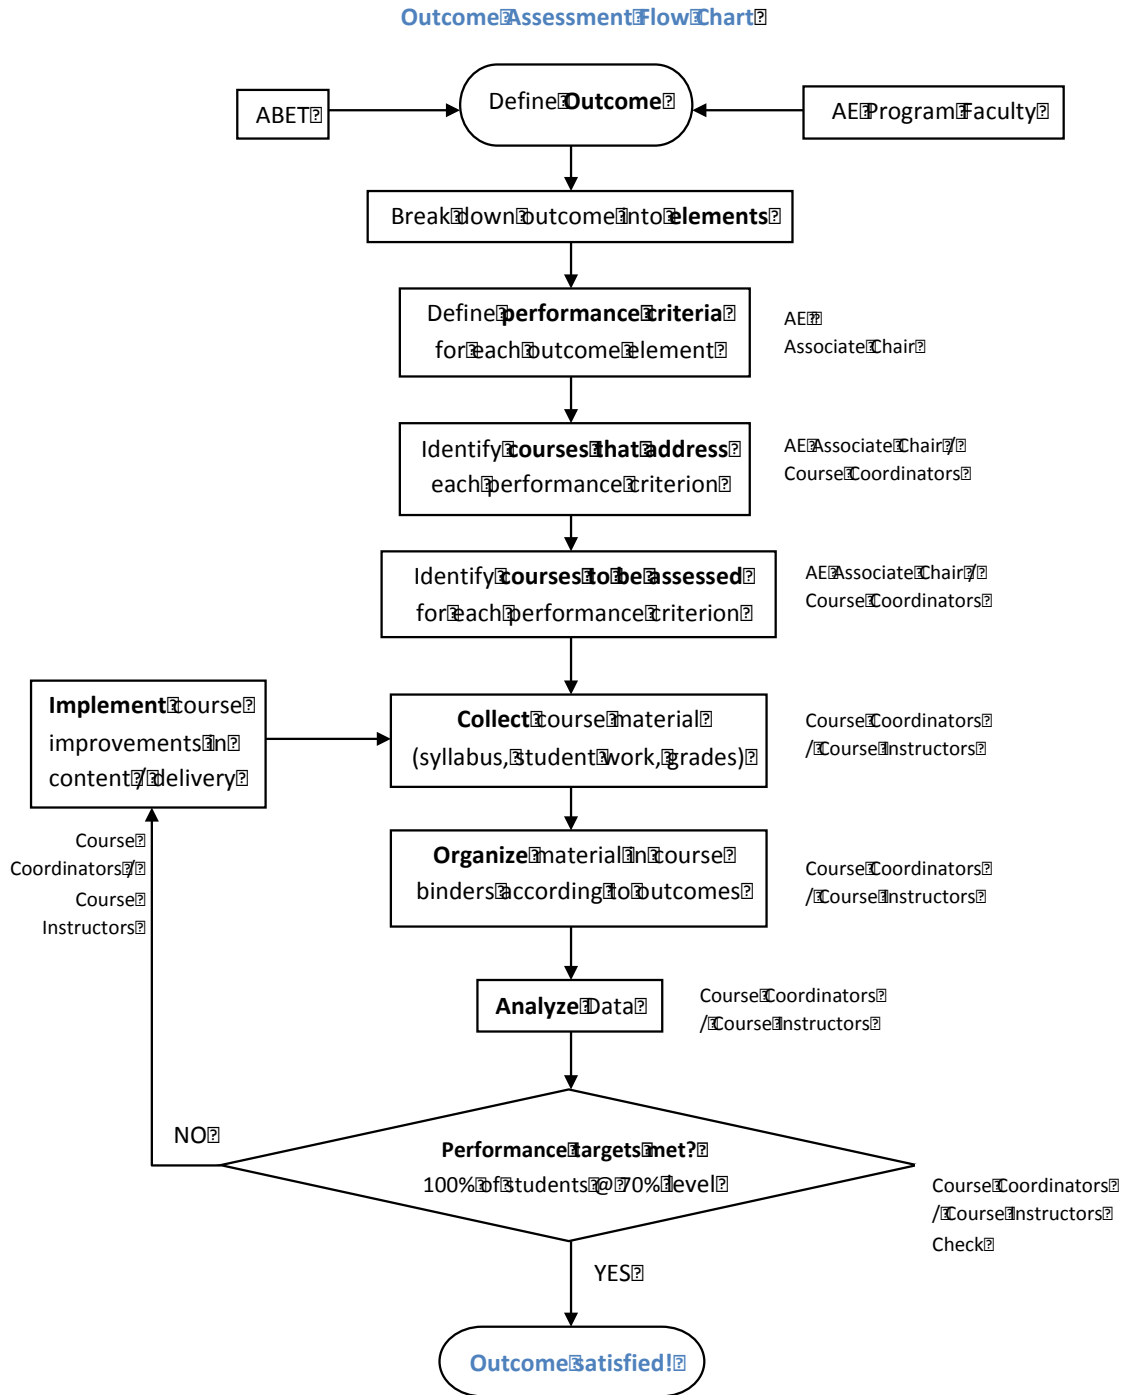 Outcome Assessment Flow Chart
ABET
Define Outcome
AE Program Faculty
Break down outcome into elements
Define performance criteria
for each outcome element
AE
Associate Chair
Identify courses that address
each performance criterion
AE Associate Chair /
Course Coordinators
Identify courses to be assessed
for each performance criterion
AE Associate Chair /
Course Coordinators
Implement course
improvements in
content / delivery
Collect course material
(syllabus, student work, grades)
Course Coordinators
/ Course Instructors
Course
Coordinators /
Course
Instructors
Organize material in course
binders according to outcomes
Course Coordinators
/ Course Instructors
Analyze Data
Course Coordinators
/ Course Instructors
NO
Performance targets met?
100% of students @ 70% level
Course Coordinators
/ Course Instructors
Check
YES
Outcome satisfied!